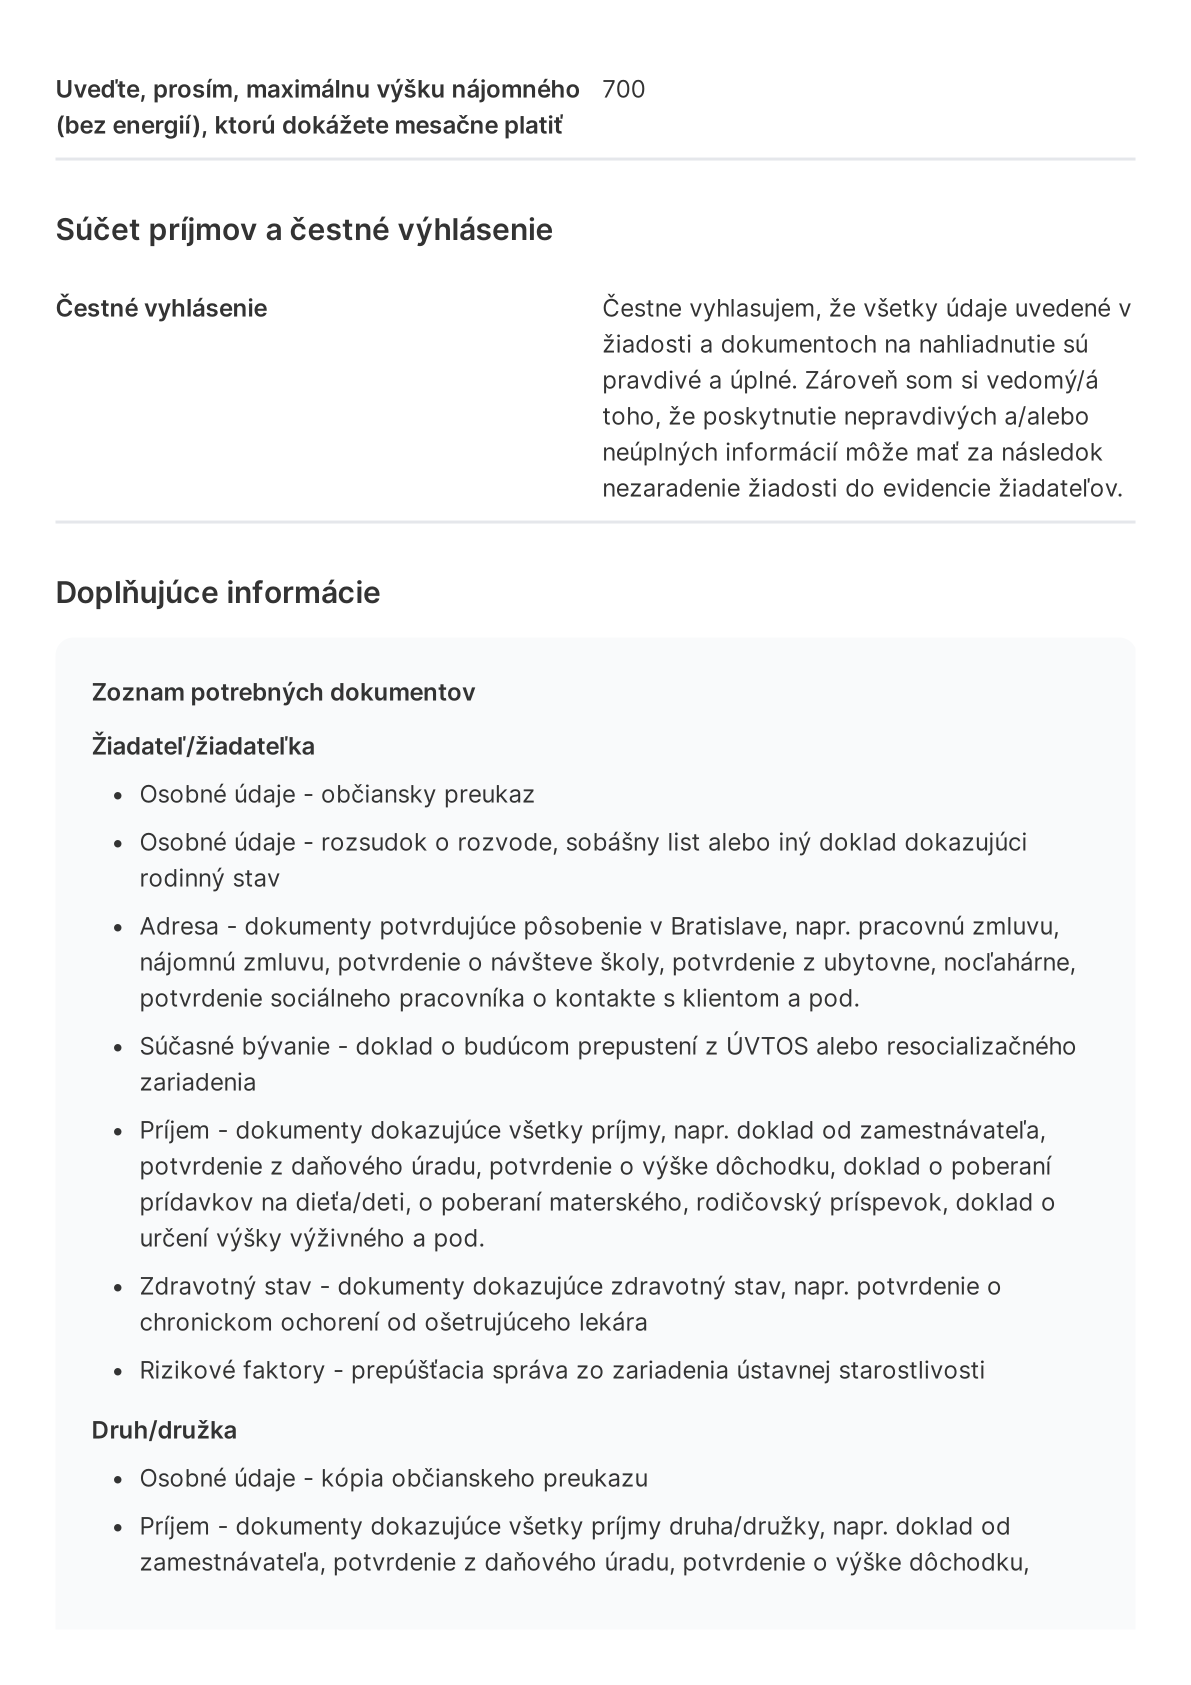 Uveďte, prosím, maximálnu výšku nájomného 700
(bez energií), ktorú dokážete mesačne platiť
Súčet príjmov a čestné výhlásenie
Čestné vyhlásenie Čestne vyhlasujem, že všetky údaje uvedené v
žiadosti a dokumentoch na nahliadnutie sú
pravdivé a úplné. Zároveň som si vedomý/á
toho, že poskytnutie nepravdivých a/alebo
neúplných informácií môže mať za následok
nezaradenie žiadosti do evidencie žiadateľov.
Doplňujúce informácie
Zoznam potrebných dokumentov
Žiadateľ/žiadateľka
• Osobné údaje - občiansky preukaz
• Osobné údaje - rozsudok o rozvode, sobášny list alebo iný doklad dokazujúci
rodinný stav
• Adresa - dokumenty potvrdujúce pôsobenie v Bratislave, napr. pracovnú zmluvu,
nájomnú zmluvu, potvrdenie o návšteve školy, potvrdenie z ubytovne, nocľahárne,
potvrdenie sociálneho pracovníka o kontakte s klientom a pod.
• Súčasné bývanie - doklad o budúcom prepustení z ÚVTOS alebo resocializačného
zariadenia
• Príjem - dokumenty dokazujúce všetky príjmy, napr. doklad od zamestnávateľa,
potvrdenie z daňového úradu, potvrdenie o výške dôchodku, doklad o poberaní
prídavkov na dieťa/deti, o poberaní materského, rodičovský príspevok, doklad o
určení výšky výživného a pod.
• Zdravotný stav - dokumenty dokazujúce zdravotný stav, napr. potvrdenie o
chronickom ochorení od ošetrujúceho lekára
• Rizikové faktory - prepúšťacia správa zo zariadenia ústavnej starostlivosti
Druh/družka
• Osobné údaje - kópia občianskeho preukazu
• Príjem - dokumenty dokazujúce všetky príjmy druha/družky, napr. doklad od
zamestnávateľa, potvrdenie z daňového úradu, potvrdenie o výške dôchodku,